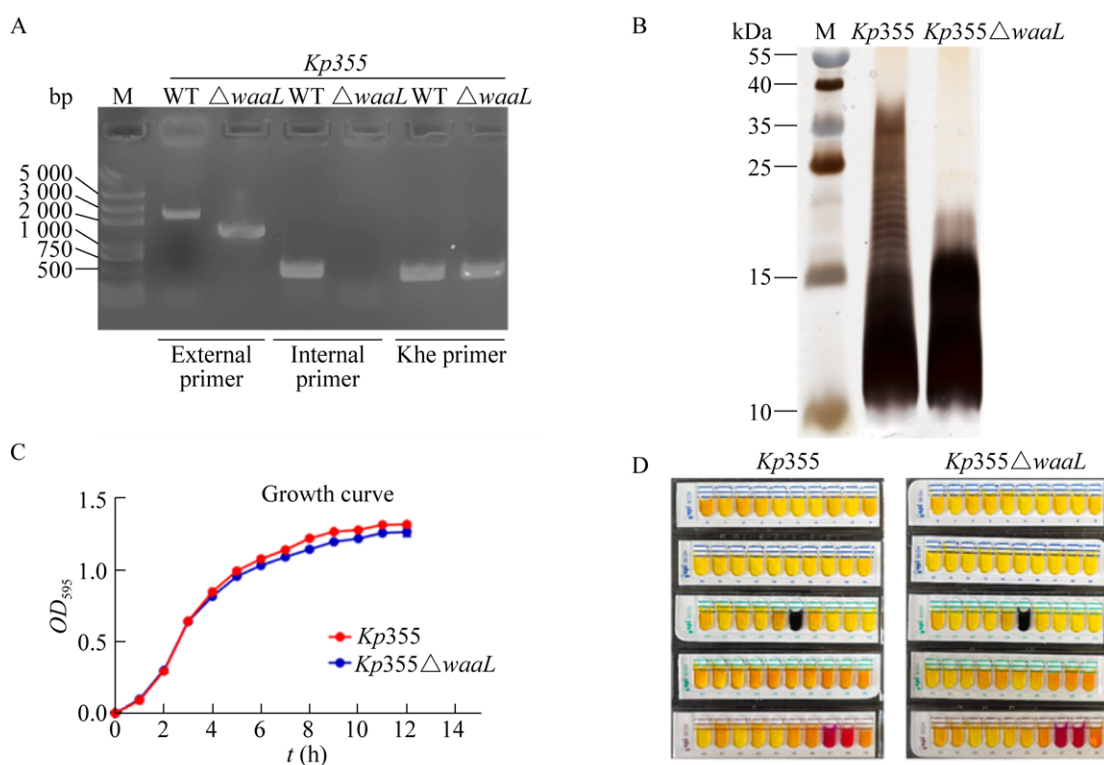 A
Kp355
bp M WT △waaL WT △waaL WT △waaL
5 000
3 000
2 000
1 000
750
500
External primer
Internal primer
Khe primer
B
kDa M Kp355 Kp355△waaL
55
40
35
25
15
10
C
Growth curve
OD595
1.5
1.0
0.5
0.0
0 2 4 6 8 10 12 14
t (h)
Kp355
Kp355△waaL
D
Kp355 Kp355△waaL